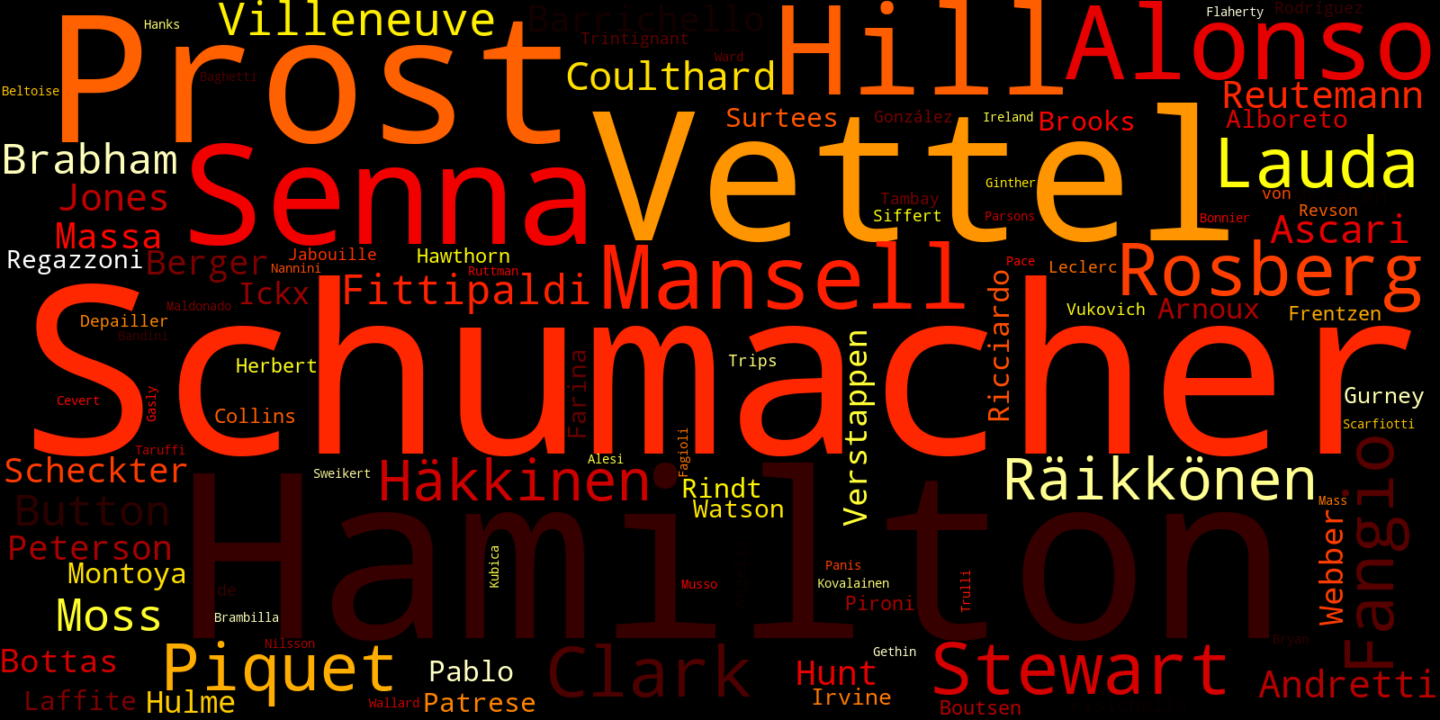 Hanks
Villeneuve
Barrichello
Hill
Alonso
Flaherty
Rodríguez
Prost
Trintignant
Ward
Baghetti
Beltoise
Coulthard
Reutemann
Surtees
González
Ireland
Brooks
Alboreto
Brabham
Senna
Vettel
Lauda
Jones
Ginther
Tambay
Siffert
Parsons
von
Revson
Bonnier
Massa
Ascari
Regazzoni
Berger
Jabouille
Nannini
Hawthorn
Ruttman
Mansell
Pace
Leclerc
Rosberg
Ickx
Fittipaldi
Maldonado
Depailler
Gandini
Ricciardo
Vukovich
Arnoux
Frentzen
Schumacher
Herbert
Farina
Trips
Verstappen
Cevert
Gasly
Collins
Gurney
Scarfiotti
Taruffi
Scheckter
Sweikert
Häkkinen
Alesi
Fagioli
Rindt
Watson
Räikkönen
Mass
Fangio
Button
Hamilton
Peterson
Montoya
Kubica
Musso
Panis
Kovalainen
Trulli
Webber
de
Moss
Brambilla
Pironi
Nilsson
Bryan
Bottas
Piquet
Pablo
Clark
Gethin
Hunt
Stewart
Laffite
Hulme
Wallard
Patrese
Irvine
Boutsen
Andretti